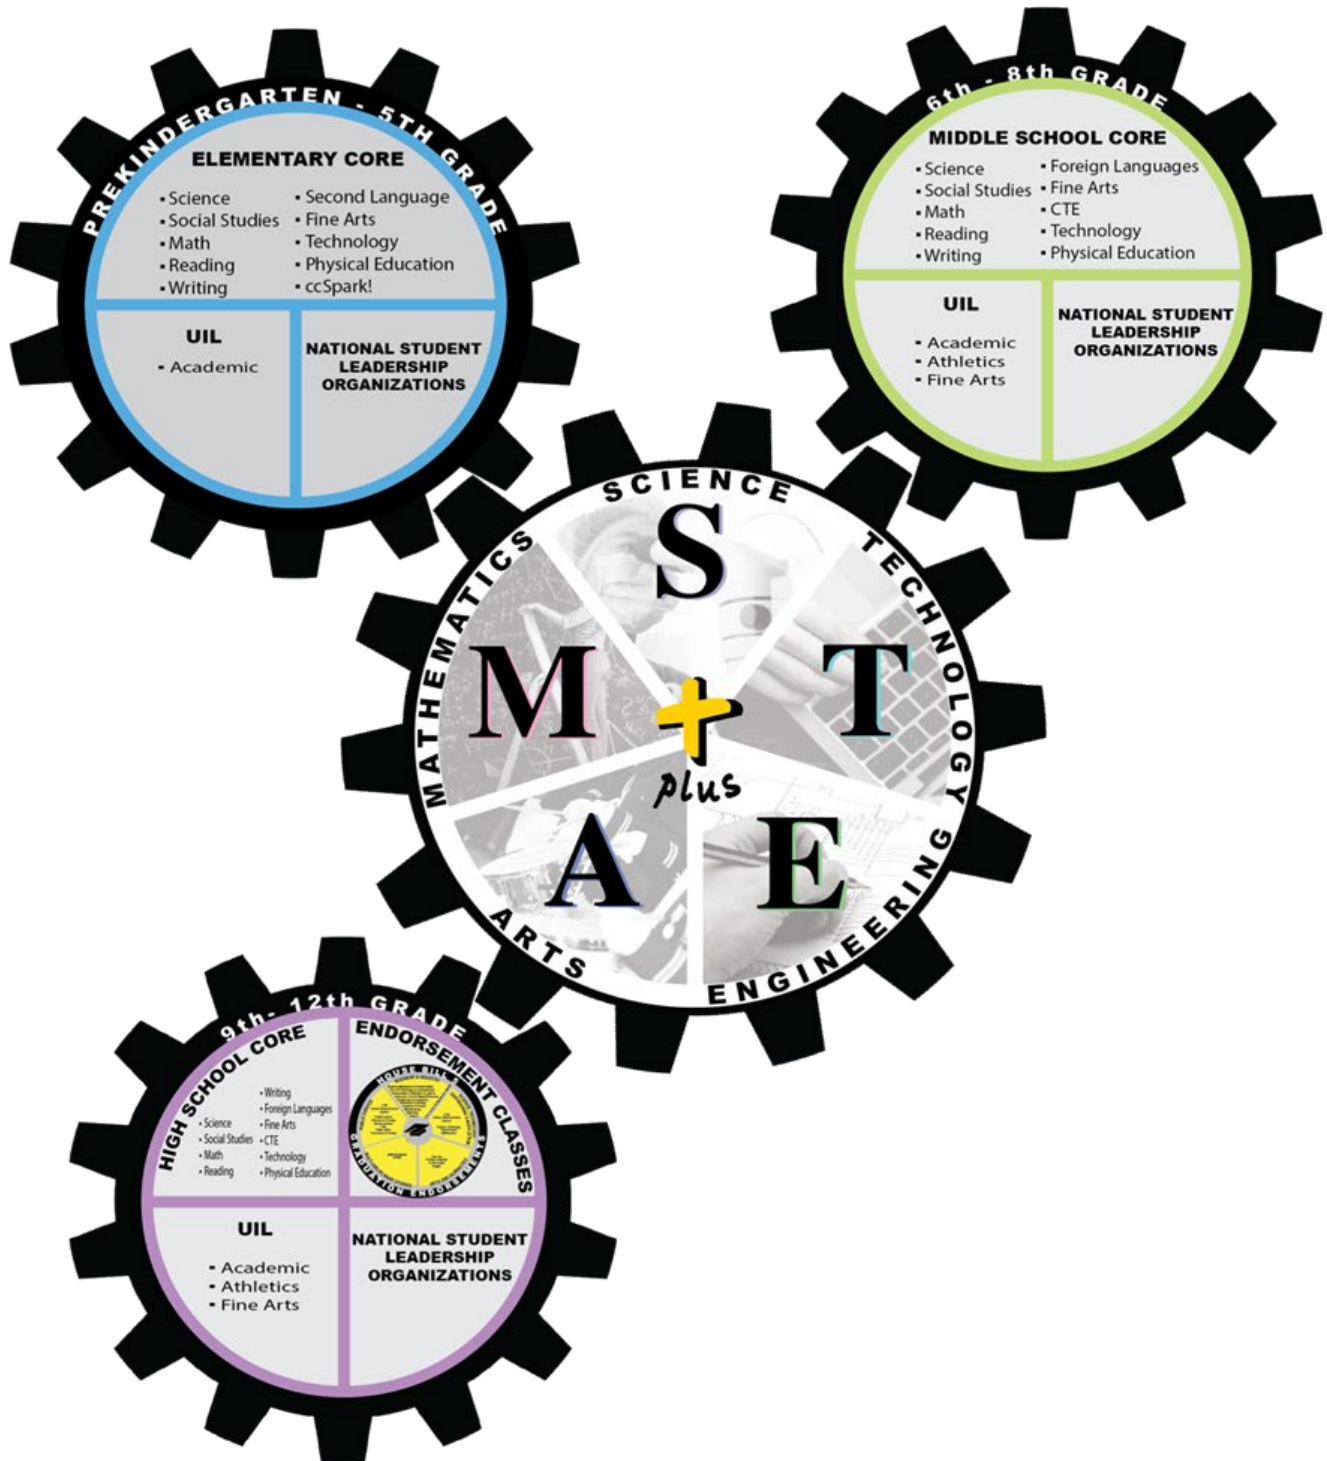 PREKINDERGARTEN - 5TH GRADE
ELEMENTARY CORE
▪ Science
▪ Social Studies
▪ Math
▪ Reading
▪ Writing
▪ Second Language
▪ Fine Arts
▪ Technology
▪ Physical Education
▪ ccSpark!
UIL
▪ Academic
NATIONAL STUDENT
LEADERSHIP
ORGANIZATIONS
6th - 8th GRADE
MIDDLE SCHOOL CORE
▪ Science
▪ Social Studies
▪ Math
▪ Reading
▪ Writing
▪ Foreign Languages
▪ Fine Arts
▪ CTE
▪ Technology
▪ Physical Education
UIL
▪ Academic
▪ Athletics
▪ Fine Arts
NATIONAL STUDENT
LEADERSHIP
ORGANIZATIONS
SCIENCE
TECHNOLOGY
ENGINEERING
ARTS
MATHEMATICS
S
T
E
A
M
+
plus
9th- 12th GRADE
HIGH SCHOOL CORE
▪ Science
▪ Social Studies
▪ Math
▪ Reading
▪ Writing
▪ Foreign Languages
▪ Fine Arts
▪ CTE
▪ Technology
▪ Physical Education
ENDORSEMENT CLASSES
HOUSE BILL 5
GRADUATION ENDORSEMENTS
UIL
▪ Academic
▪ Athletics
▪ Fine Arts
NATIONAL STUDENT
LEADERSHIP
ORGANIZATIONS